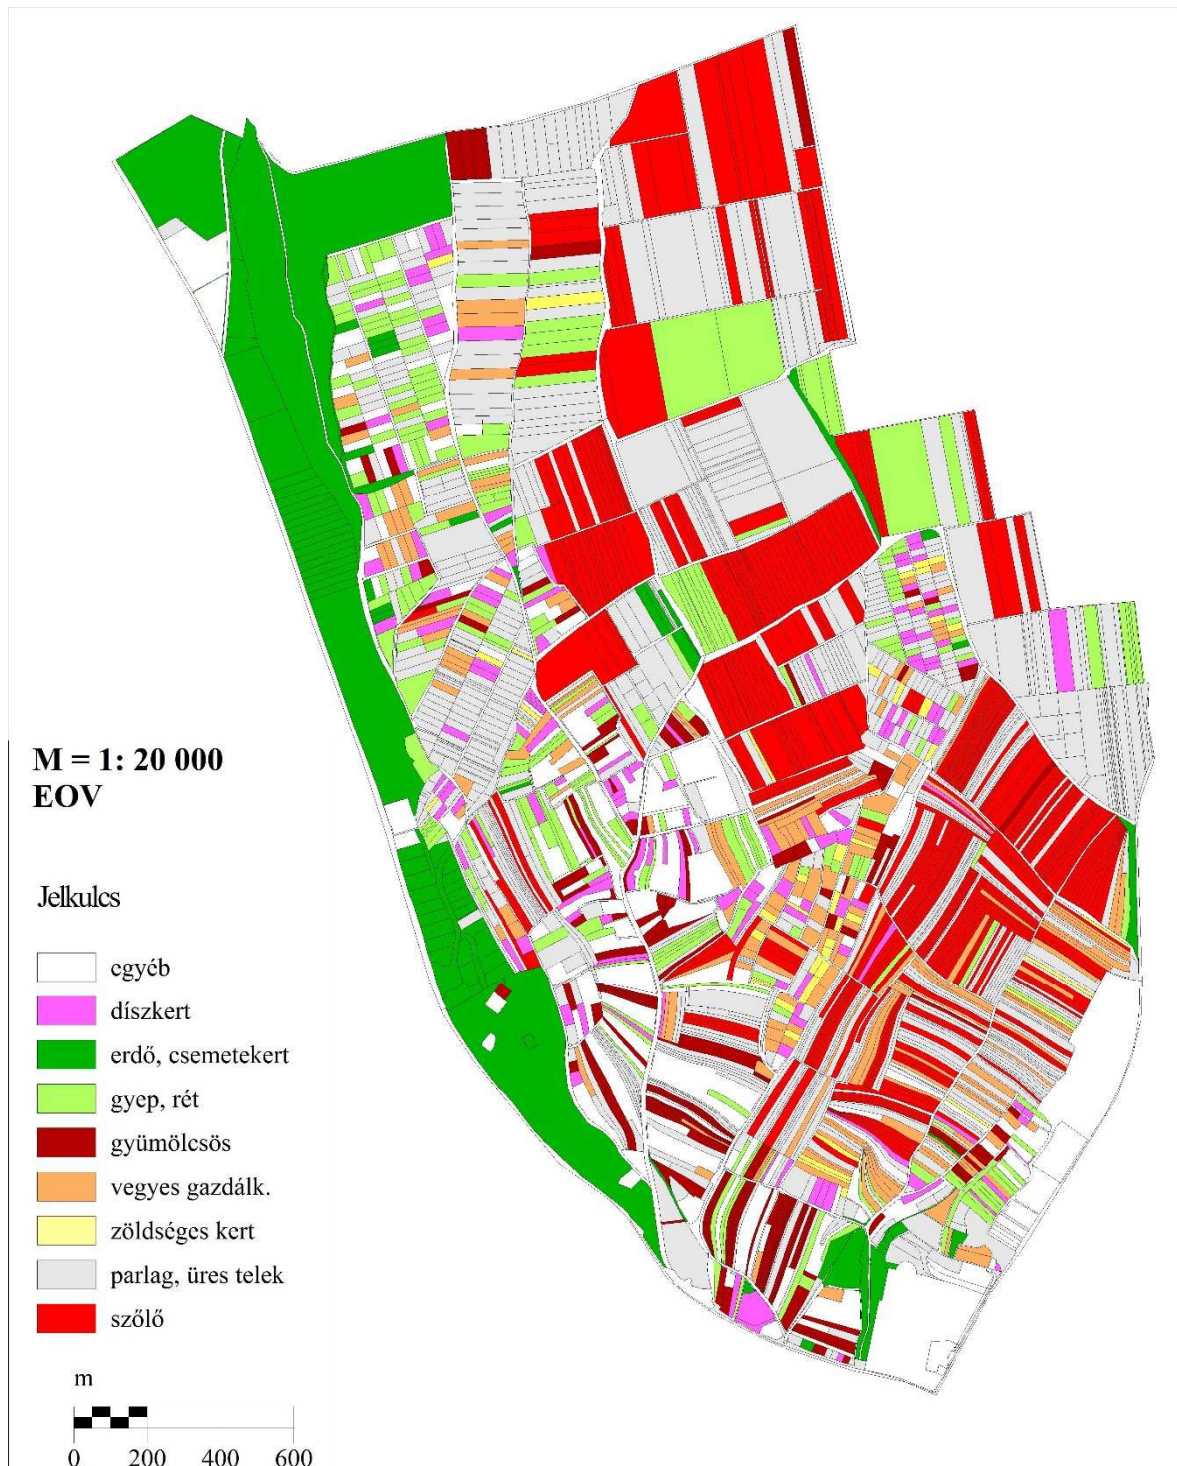 M = 1: 20 000
EOV
Jelkulcs
egyéb
díszkert
erdő, csemetekert
gyep, rét
gyümölcsös
vegyes gazdálk.
zöldséges kert
parlag, üres telek
szőlő
m
0 200 400 600